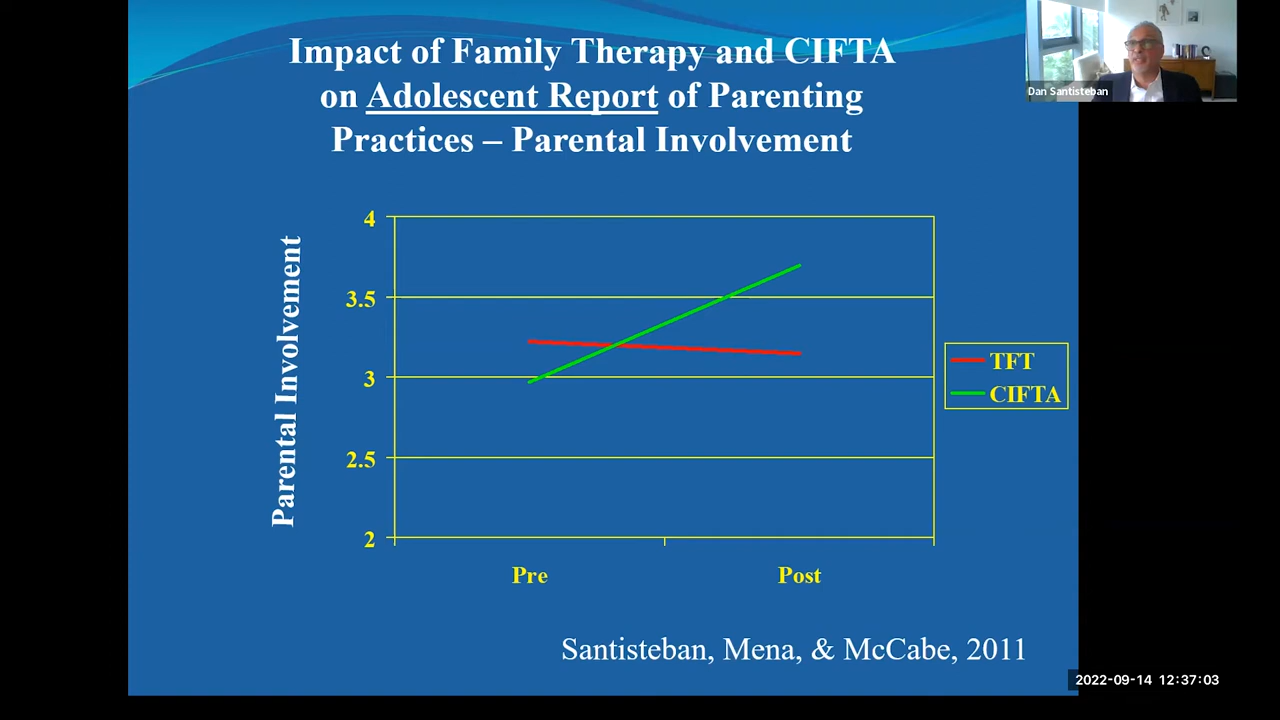 Impact of Family Therapy and CIFTA
on Adolescent Report of Parenting
Practices – Parental Involvement
Dan Santisteban
Parental Involvement
4
3.5
3
2.5
2
Pre
Post
TFT
CIFTA
Santisteban, Mena, & McCabe, 2011
2022-09-14 12:37:03